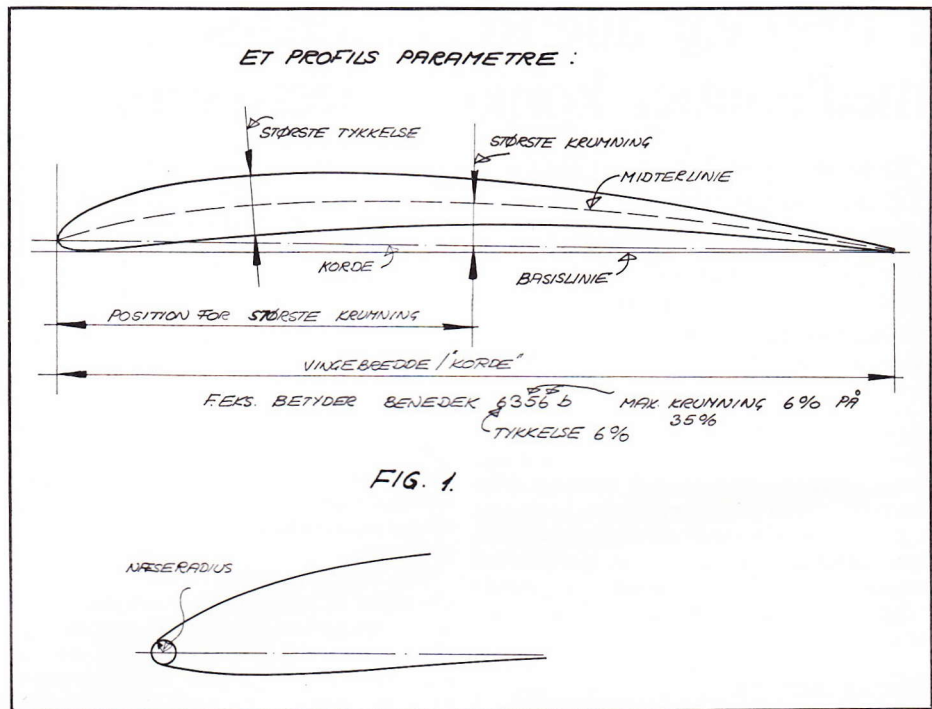 ET PROFILS PARAMETRE :
STØRSTE TYKKELSE
STØRSTE KRUMNING
MIDTERLINIE
KORDE
BASISLINIE
POSITION FOR STØRSTE KRUMNING
VINGEBREDDE / "KORDE"
F.EKS. BETYDER BENEDEK 6356 b MAK. KRUMNING 6% PÅ
35%
TYKKELSE 6%
FIG. 1.
NÆSERADIUS